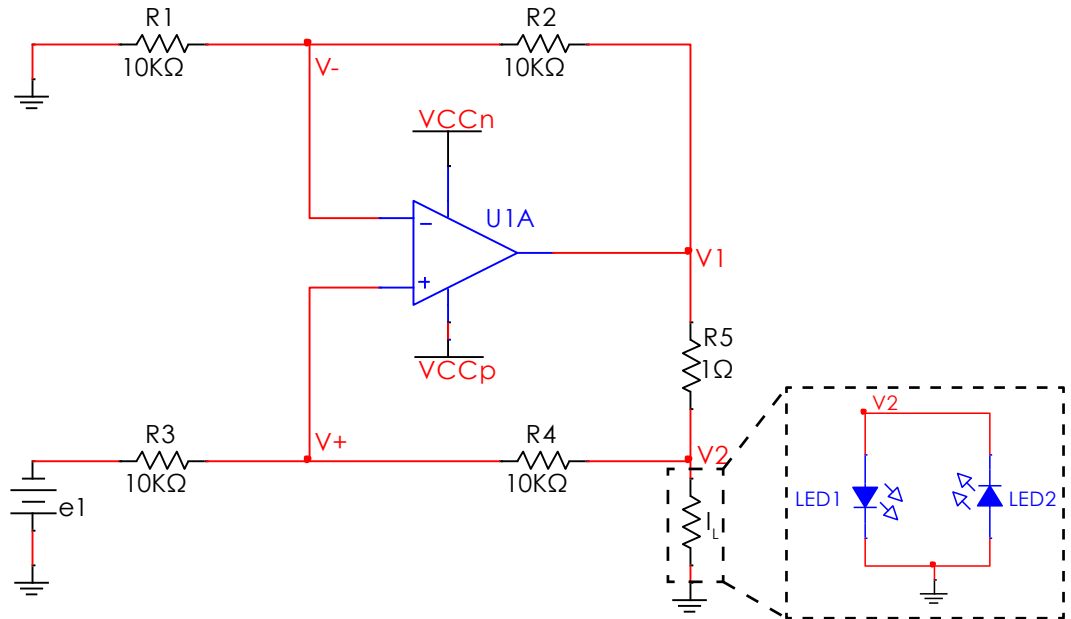 R1
10KΩ
V-
R2
10KΩ
VCCn
U1A
−
+
V1
VCCp
R5
1Ω
R3
10KΩ
V+
R4
10KΩ
V2
e1
I_L
V2
LED1
LED2